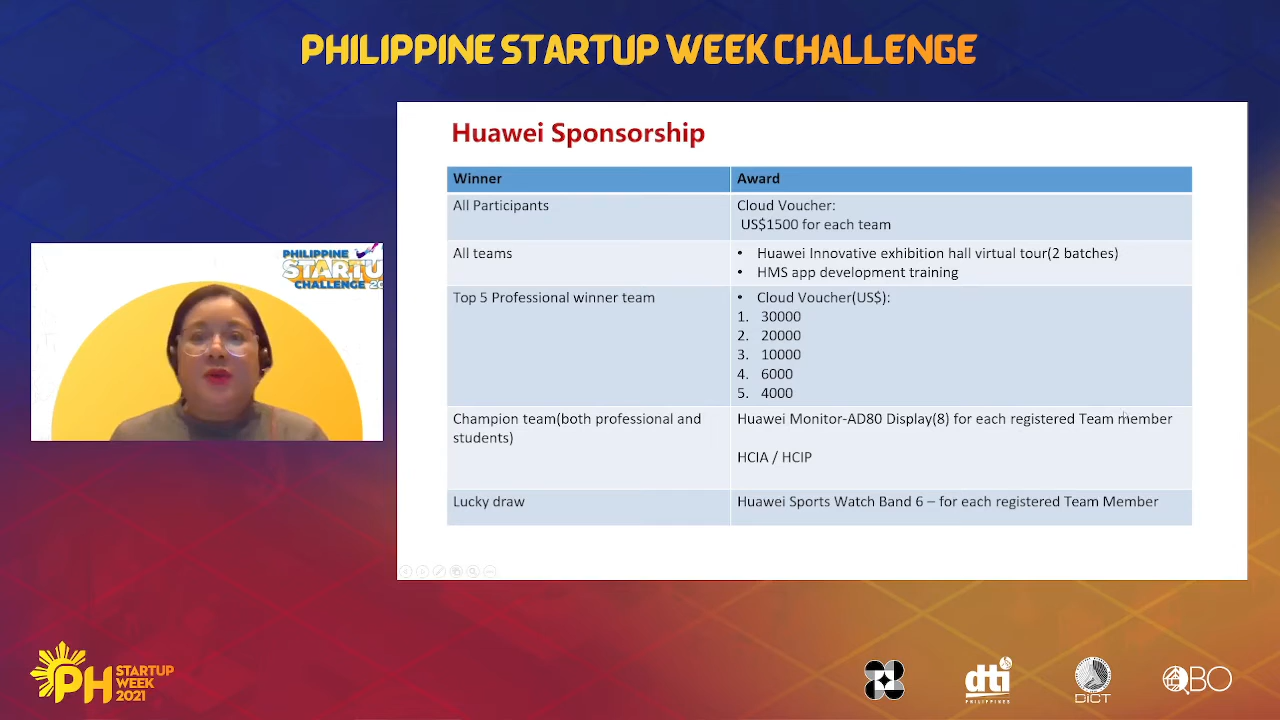 PHILIPPINE STARTUP WEEK CHALLENGE
Huawei Sponsorship
Winner
Award
All Participants
Cloud Voucher:
US$1500 for each team
All teams
• Huawei Innovative exhibition hall virtual tour(2 batches)
• HMS app development training
Top 5 Professional winner team
• Cloud Voucher(US$):
1. 30000
2. 20000
3. 10000
4. 6000
5. 4000
Champion team(both professional and
students)
Huawei Monitor-AD80 Display(8) for each registered Team member
HCIA / HCIP
Lucky draw
Huawei Sports Watch Band 6 – for each registered Team Member
PHILIPPINE
STARTU
CHALLENGE 20
PH STARTUP
WEEK
2021
dti
PHILIPPINES
DICT
QBO